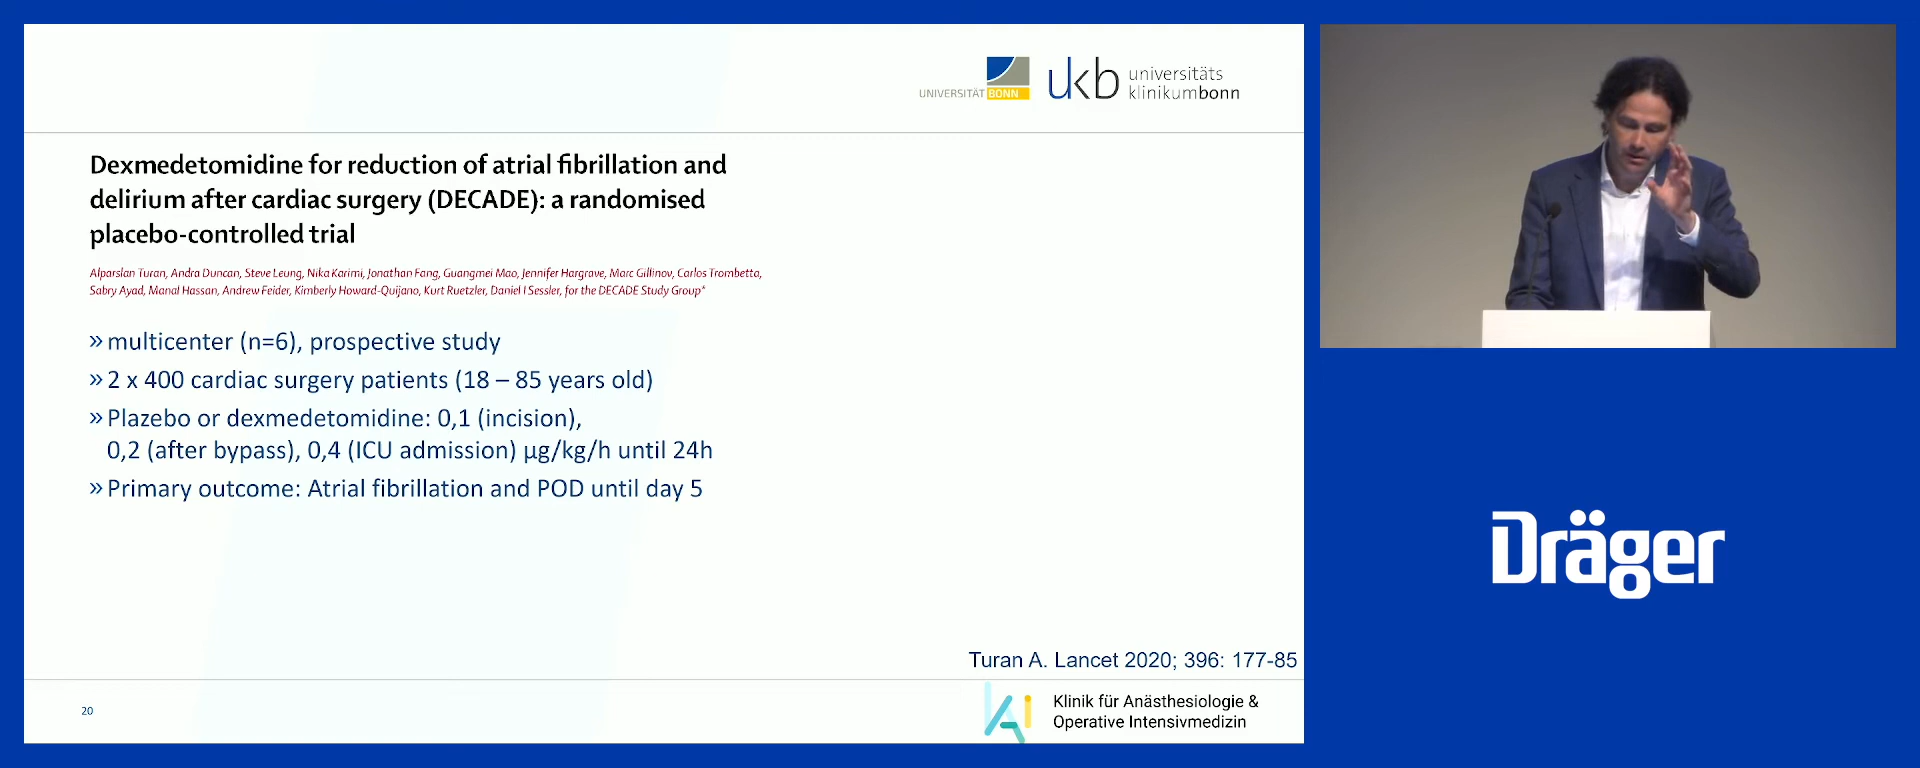 UNIVERSITÄT BONN
ukb universitäts
klinikumbonn
Dexmedetomidine for reduction of atrial fibrillation and
delirium after cardiac surgery (DECADE): a randomised
placebo-controlled trial
Alparslan Turan, Andra Duncan, Steve Leung, Nika Karimi, Jonathan Fang, Guangmei Mao, Jennifer Hargrave, Marc Gillinov, Carlos Trombetta,
Sabry Ayad, Manal Hassan, Andrew Feider, Kimberly Howard-Quijano, Kurt Ruetzler, Daniel I Sessler, for the DECADE Study Group*
» multicenter (n=6), prospective study
» 2 x 400 cardiac surgery patients (18 – 85 years old)
» Plazebo or dexmedetomidine: 0,1 (incision),
0,2 (after bypass), 0,4 (ICU admission) µg/kg/h until 24h
» Primary outcome: Atrial fibrillation and POD until day 5
Turan A. Lancet 2020; 396: 177-85
20
KAi
Klinik für Anästhesiologie &
Operative Intensivmedizin
Dräger